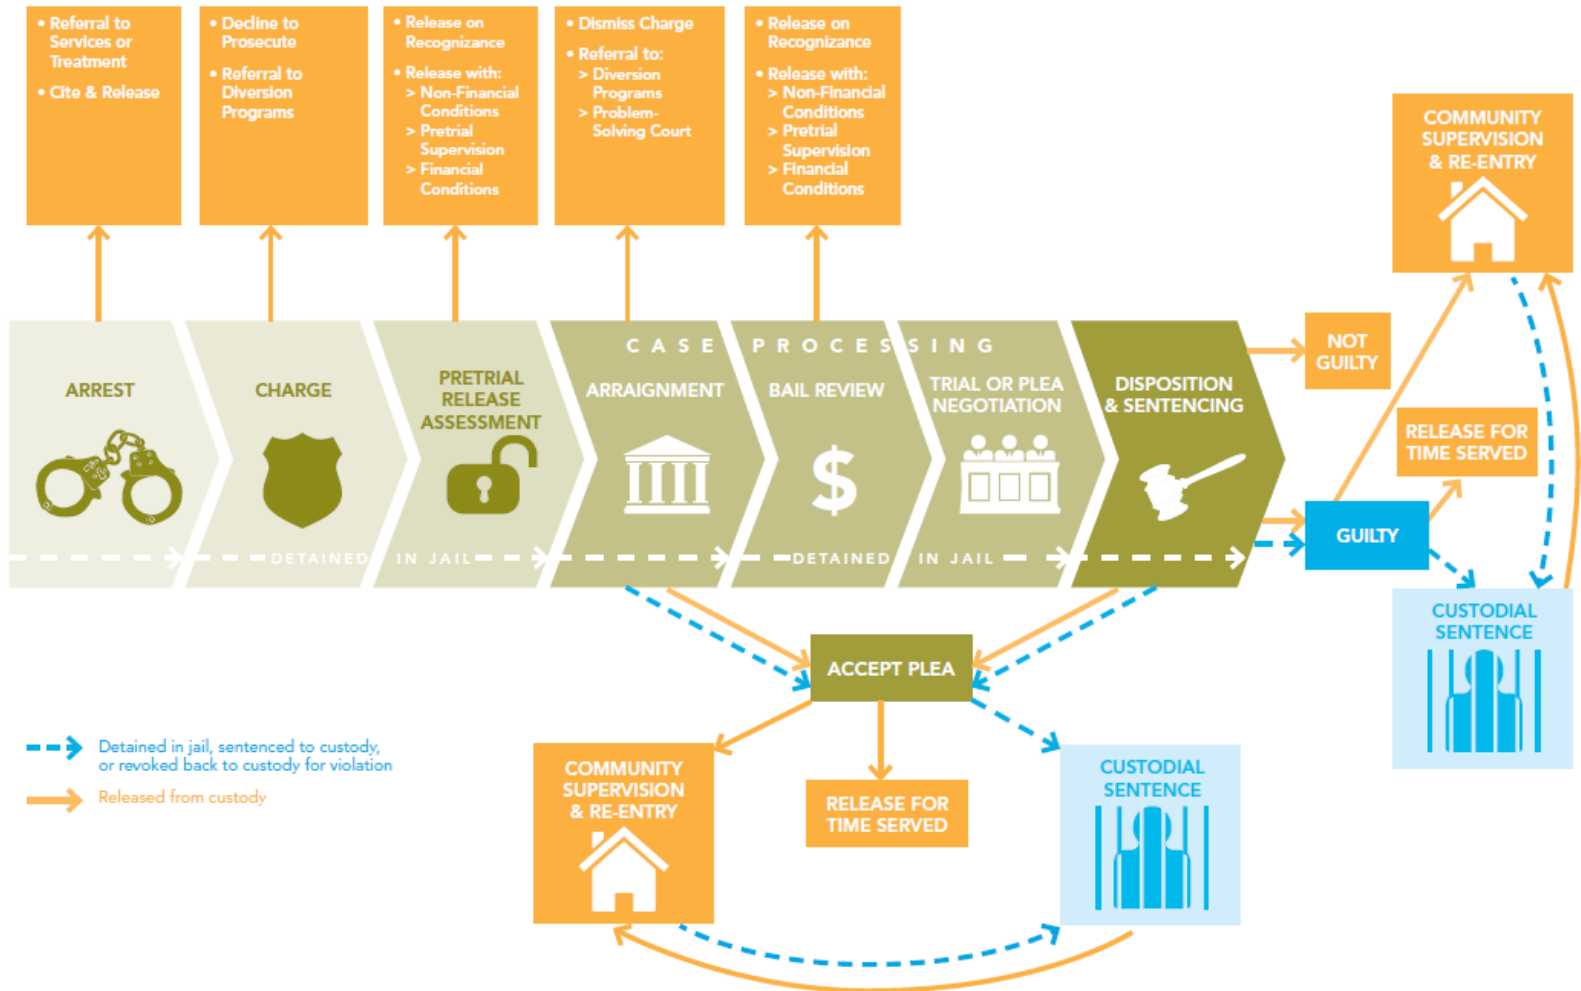 • Referral to
Services or
Treatment
• Cite & Release
• Decline to
Prosecute
• Referral to
Diversion
Programs
• Release on
Recognizance
• Release with:
> Non-Financial
Conditions
> Pretrial
Supervision
> Financial
Conditions
• Dismiss Charge
• Referral to:
> Diversion
Programs
> Problem-
Solving Court
• Release on
Recognizance
• Release with:
> Non-Financial
Conditions
> Pretrial
Supervision
> Financial
Conditions
COMMUNITY
SUPERVISION
& RE-ENTRY
CASE PROCESSING
ARREST
CHARGE
PRETRIAL
RELEASE
ASSESSMENT
ARRAIGNMENT
BAIL REVIEW
$
TRIAL OR PLEA
NEGOTIATION
DISPOSITION
& SENTENCING
DETAINED IN JAIL
DETAINED IN JAIL
NOT
GUILTY
RELEASE FOR
TIME SERVED
GUILTY
CUSTODIAL
SENTENCE
ACCEPT PLEA
COMMUNITY
SUPERVISION
& RE-ENTRY
RELEASE FOR
TIME SERVED
CUSTODIAL
SENTENCE
Detained in jail, sentenced to custody,
or revoked back to custody for violation
Released from custody